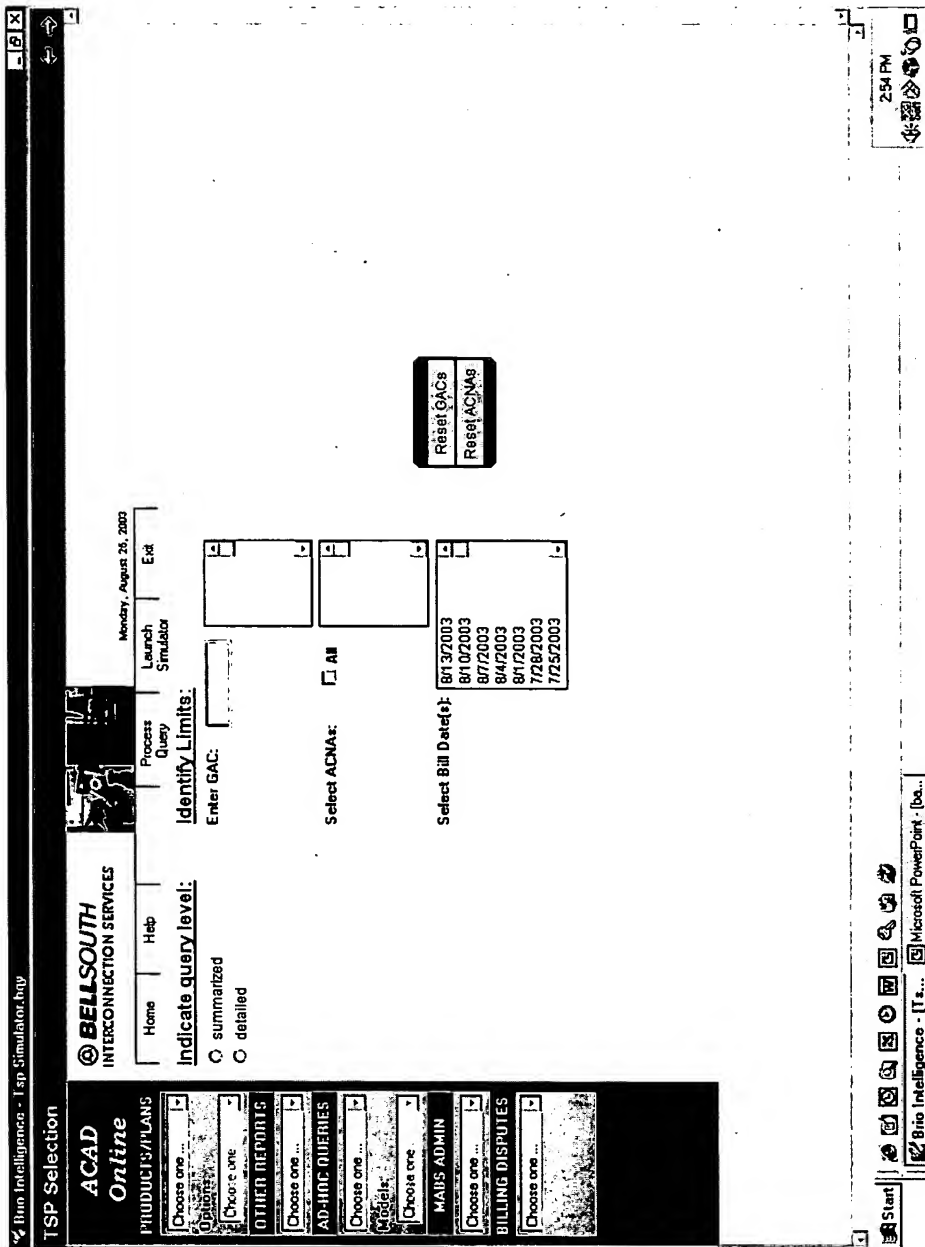 Brio Intelligence - Tsp Simulator.bqy
TSP Selection
ACAD
Online
PRODUCTS/PLANS
Choose one ...
Options:
Choose one
OTHER REPORTS
Choose one ...
AD-HOC QUERIES
Choose one ...
Models:
Choose one
MABS ADMIN
Choose one ...
BILLING DISPUTES
Choose one ...
BELLSOUTH
INTERCONNECTION SERVICES
Monday, August 25, 2003
Home
Help
Process Query
Launch Simulator
Exit
Indicate query level:
summarized
detailed
Identify Limits:
Enter GAC:
Select ACNAs:
All
Select Bill Date(s):
8/13/2003
8/10/2003
8/7/2003
8/4/2003
8/1/2003
7/28/2003
7/25/2003
Reset GACs
Reset ACNAs
Start
Brio Intelligence - [Ts...
Microsoft PowerPoint - [ba...
2:54 PM